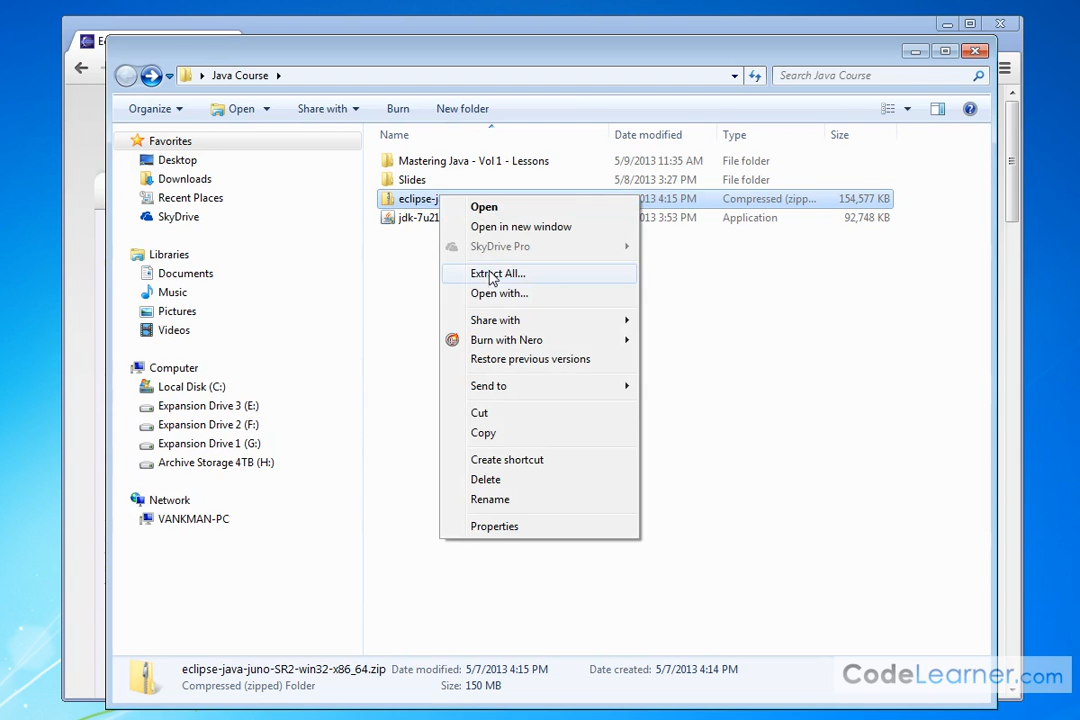 E
Java Course
Search Java Course
Organize
Open
Share with
Burn
New folder
Name
Date modified
Type
Size
Favorites
Desktop
Downloads
Recent Places
SkyDrive
Libraries
Documents
Music
Pictures
Videos
Computer
Local Disk (C:)
Expansion Drive 3 (E:)
Expansion Drive 2 (F:)
Expansion Drive 1 (G:)
Archive Storage 4TB (H:)
Network
VANKMAN-PC
Mastering Java - Vol 1 - Lessons 5/9/2013 11:35 AM File folder
Slides 5/8/2013 3:27 PM File folder
eclipse-j 3 4:15 PM Compressed (zipp... 154,577 KB
jdk-7u21 3 3:53 PM Application 92,748 KB
Open
Open in new window
SkyDrive Pro
Extract All...
Open with...
Share with
Burn with Nero
Restore previous versions
Send to
Cut
Copy
Create shortcut
Delete
Rename
Properties
eclipse-java-juno-SR2-win32-x86_64.zip Date modified: 5/7/2013 4:15 PM Date created: 5/7/2013 4:14 PM
Compressed (zipped) Folder Size: 150 MB
CodeLearner.com